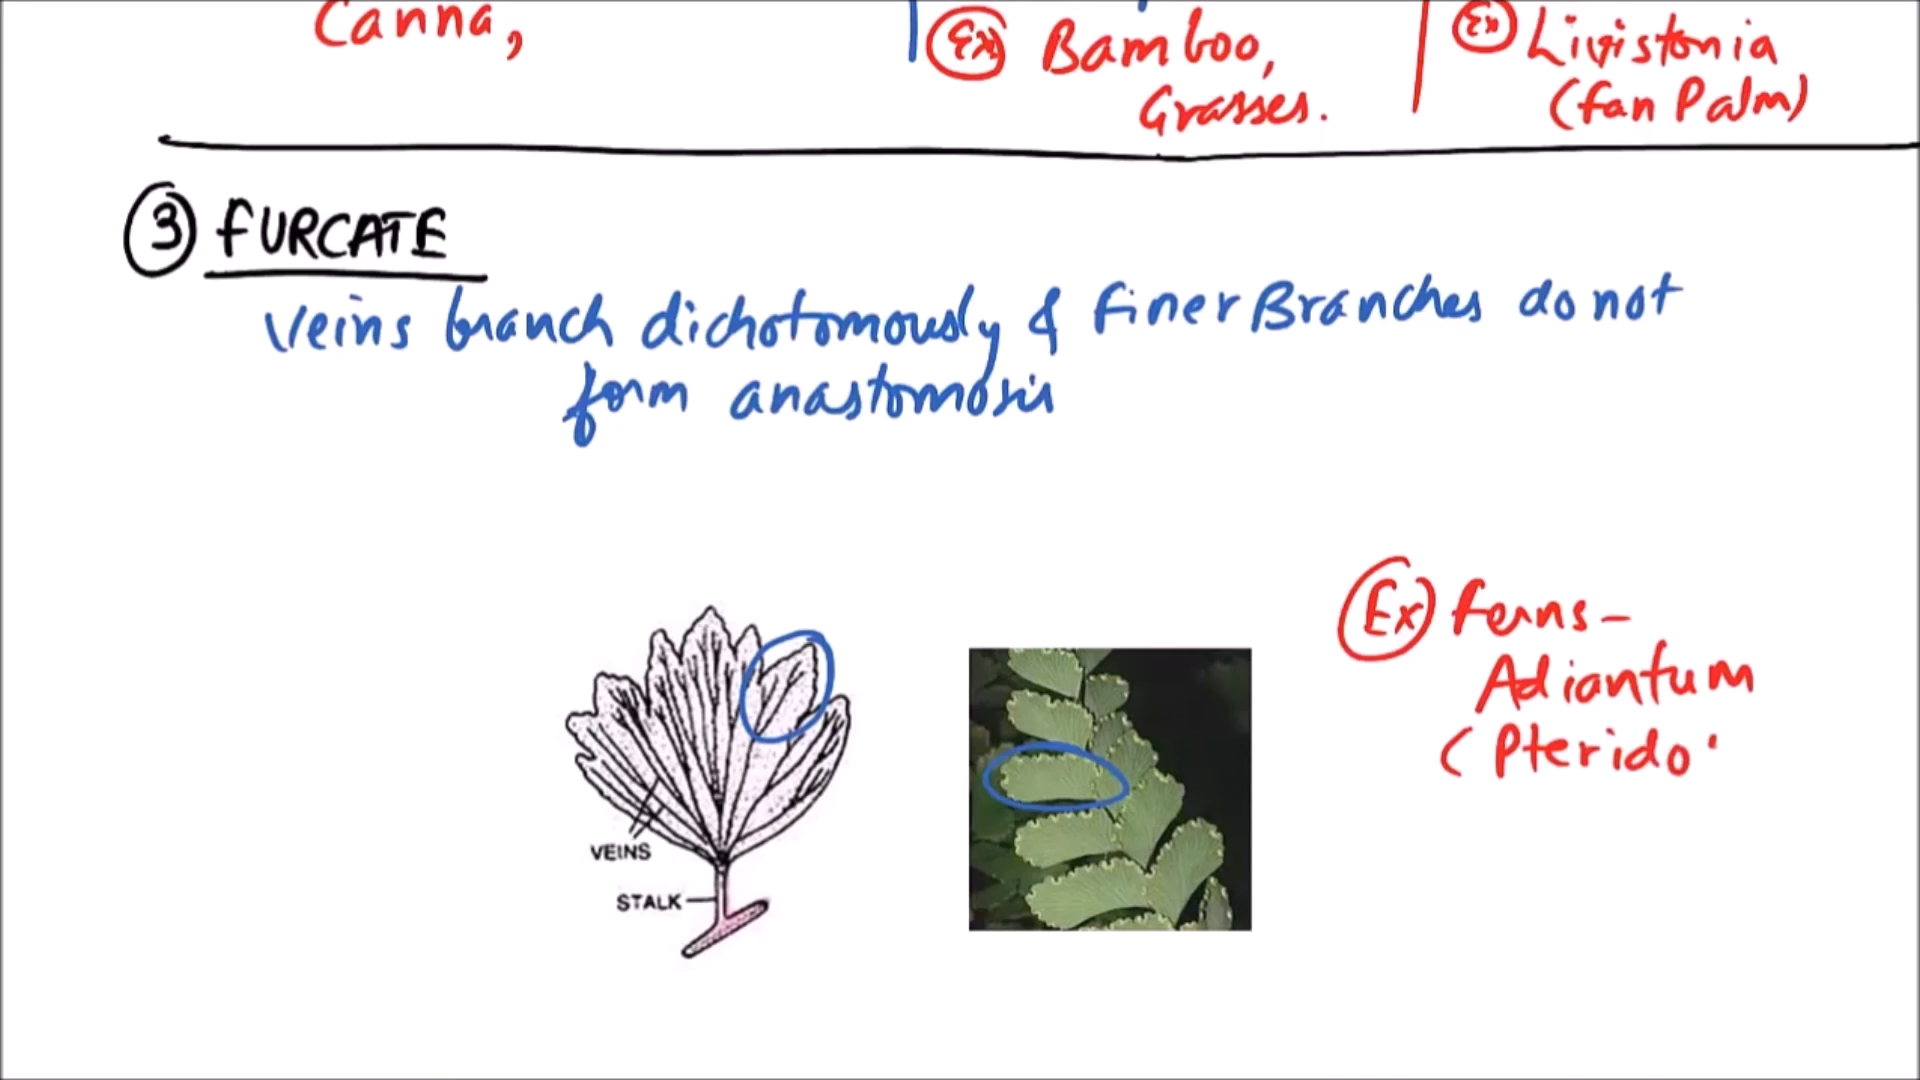 Canna,
Ex Bamboo,
Grasses.
Ex Livistonia
(fan Palm)
3 FURCATE
Veins branch dichotomously & finer Branches do not
form anastomosis
Ex ferns-
Adiantum
(Pterido
VEINS
STALK